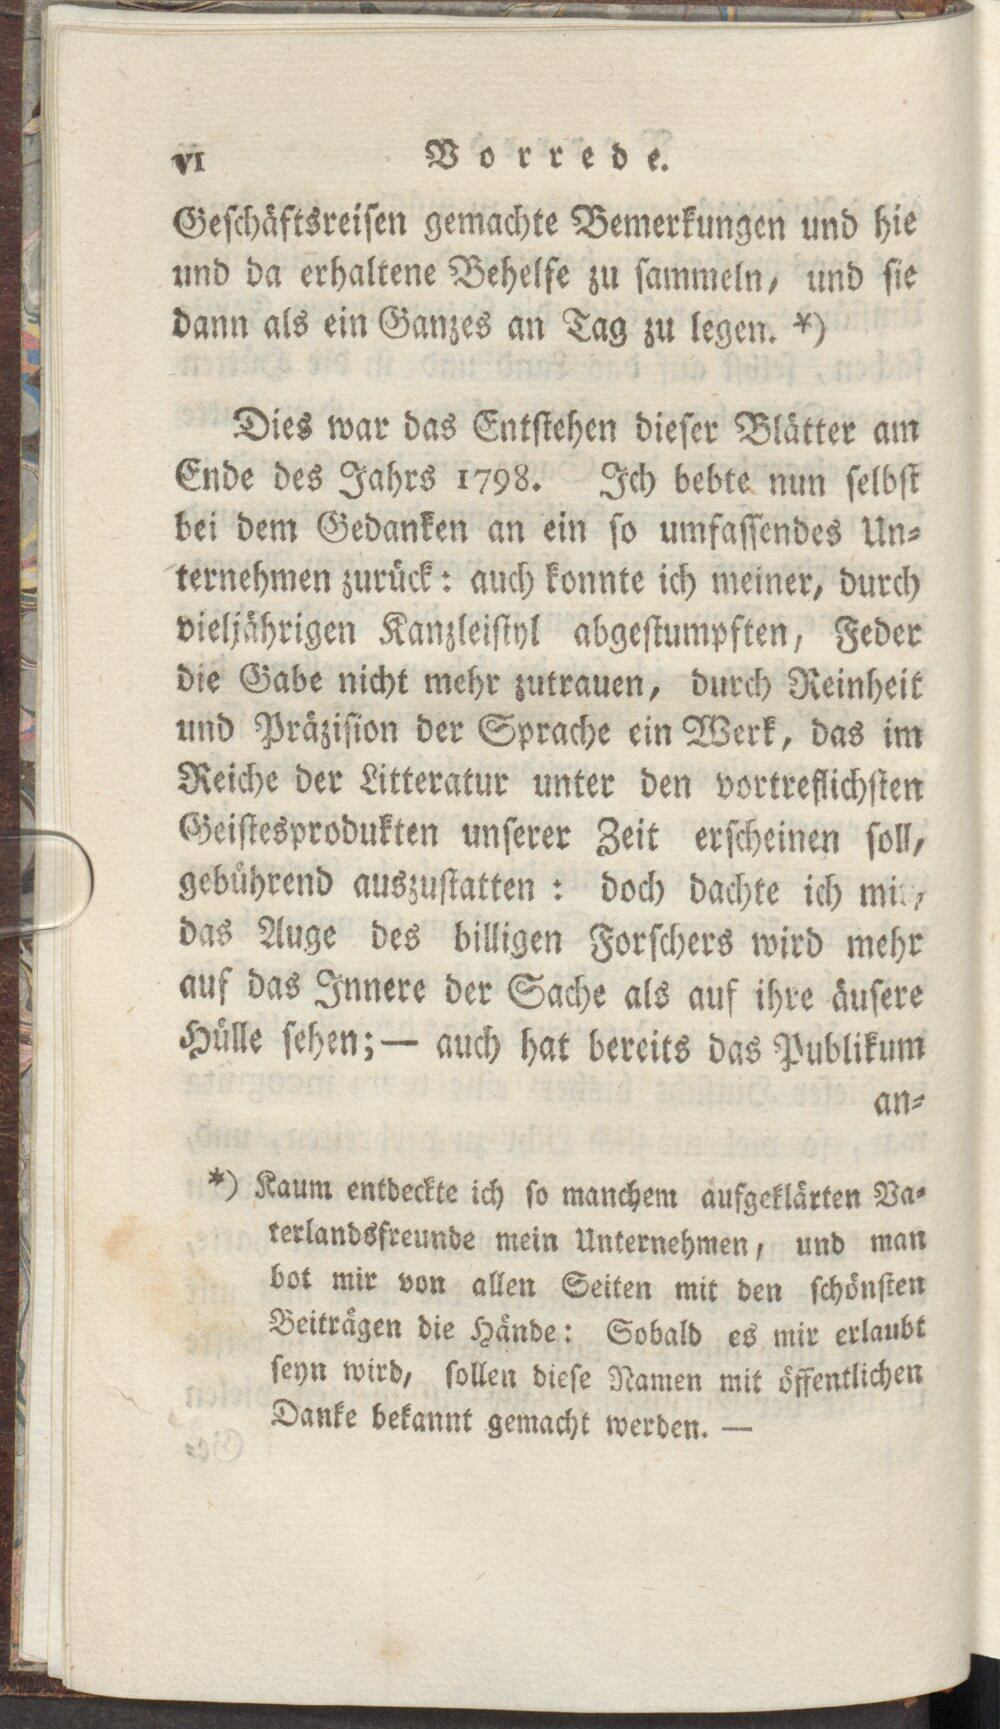 VI Vorrede.
Geschäftsreisen gemachte Bemerkungen und hie
und da erhaltene Behelfe zu sammeln, und sie
dann als ein Ganzes an Tag zu legen. *)
Dies war das Entstehen dieser Blätter am
Ende des Jahrs 1798. Ich bebte nun selbst
bei dem Gedanken an ein so umfassendes Un-
ternehmen zurück: auch konnte ich meiner, durch
vieljährigen Kanzleistyl abgestumpften, Feder
die Gabe nicht mehr zutrauen, durch Reinheit
und Präzision der Sprache ein Werk, das im
Reiche der Litteratur unter den vortreflichsten
Geistesprodukten unserer Zeit erscheinen soll,
gebührend auszustatten: doch dachte ich mir,
das Auge des billigen Forschers wird mehr
auf das Innere der Sache als auf ihre äusere
Hülle sehen; — auch hat bereits das Publikum
an-
*) Kaum entdeckte ich so manchem aufgeklärten Va-
terlandsfreunde mein Unternehmen, und man
bot mir von allen Seiten mit den schönsten
Beiträgen die Hände: Sobald es mir erlaubt
seyn wird, sollen diese Namen mit öffentlichen
Danke bekannt gemacht werden. —